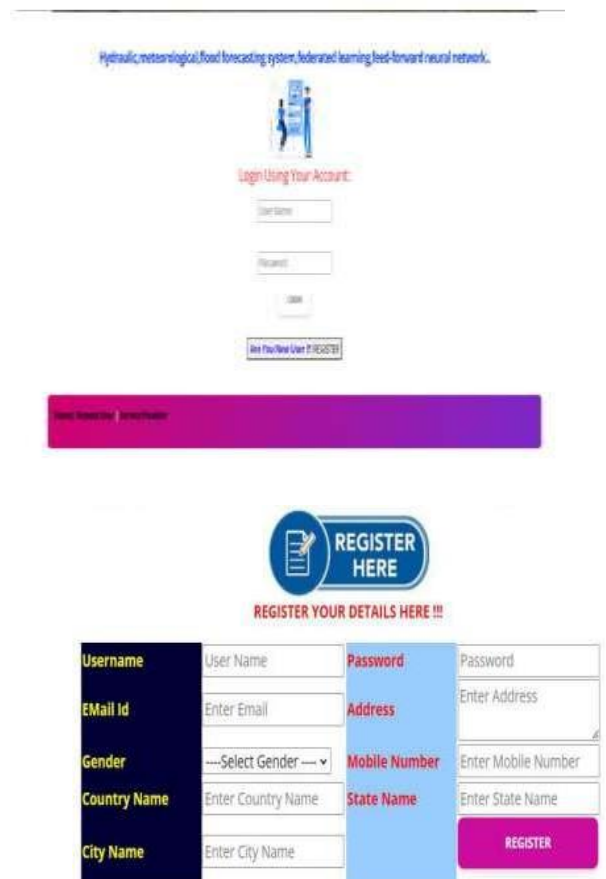 Hydraulic,meteorological,flood forecasting system,federated learning,feed-forward neural network..
Login Using Your Account:
User Name
Password
LOGIN
Are You New User !!! REGISTER
REGISTER
HERE
REGISTER YOUR DETAILS HERE !!!
Username User Name Password Password
EMail Id Enter Email Address Enter Address
Gender ----Select Gender ---- Mobile Number Enter Mobile Number
Country Name Enter Country Name State Name Enter State Name
City Name Enter City Name REGISTER